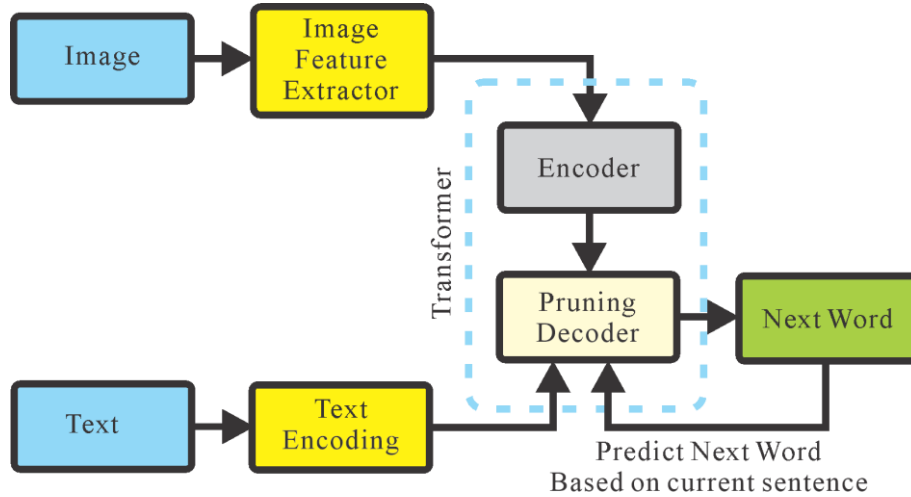 Image
Image
Feature
Extractor
Encoder
Transformer
Pruning
Decoder
Next Word
Text
Text
Encoding
Predict Next Word
Based on current sentence